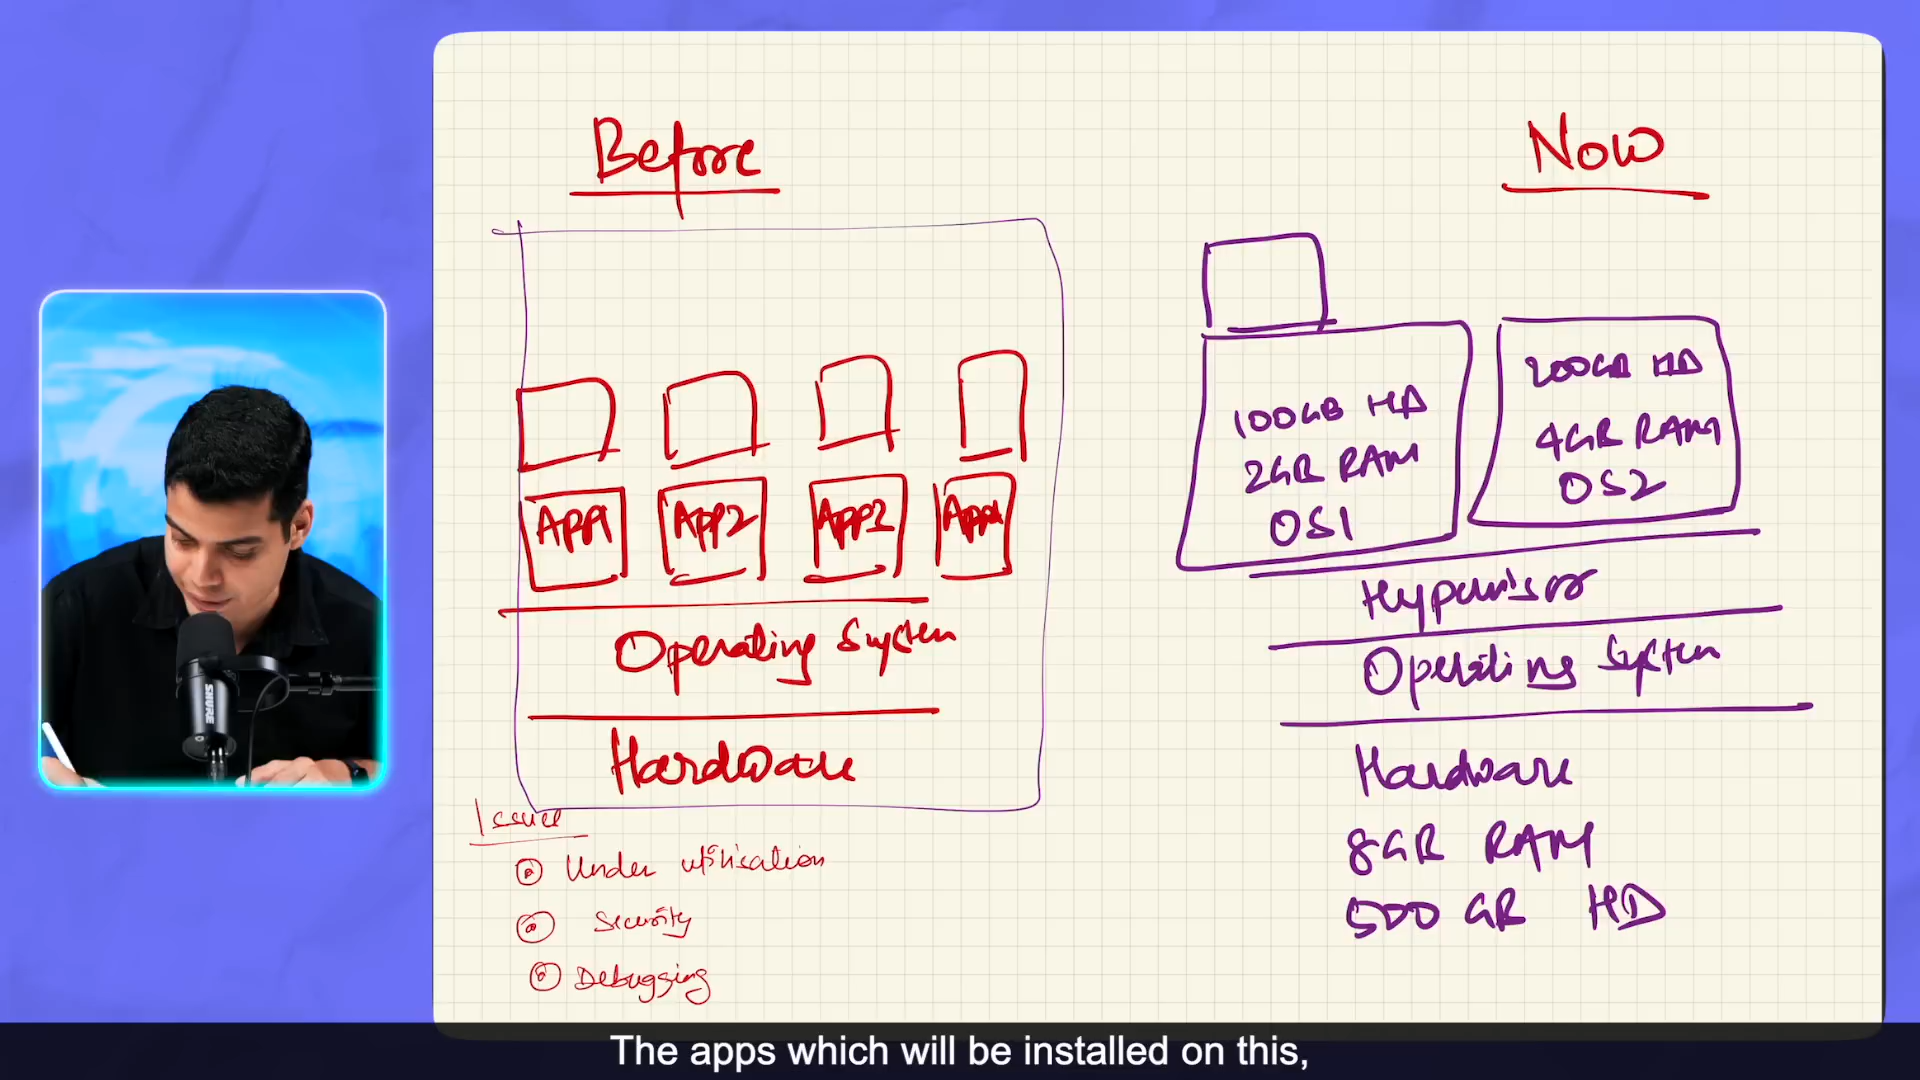 Before
App1 App2 App3 App4
Operating System
Hardware
Issues
Under utilisation
Security
Debugging
Now
100GB HD
2GB RAM
OS1
200GB HD
4GB RAM
OS2
Hypervisor
Operating System
Hardware
8GB RAM
500 GB HD
SHURE
The apps which will be installed on this,